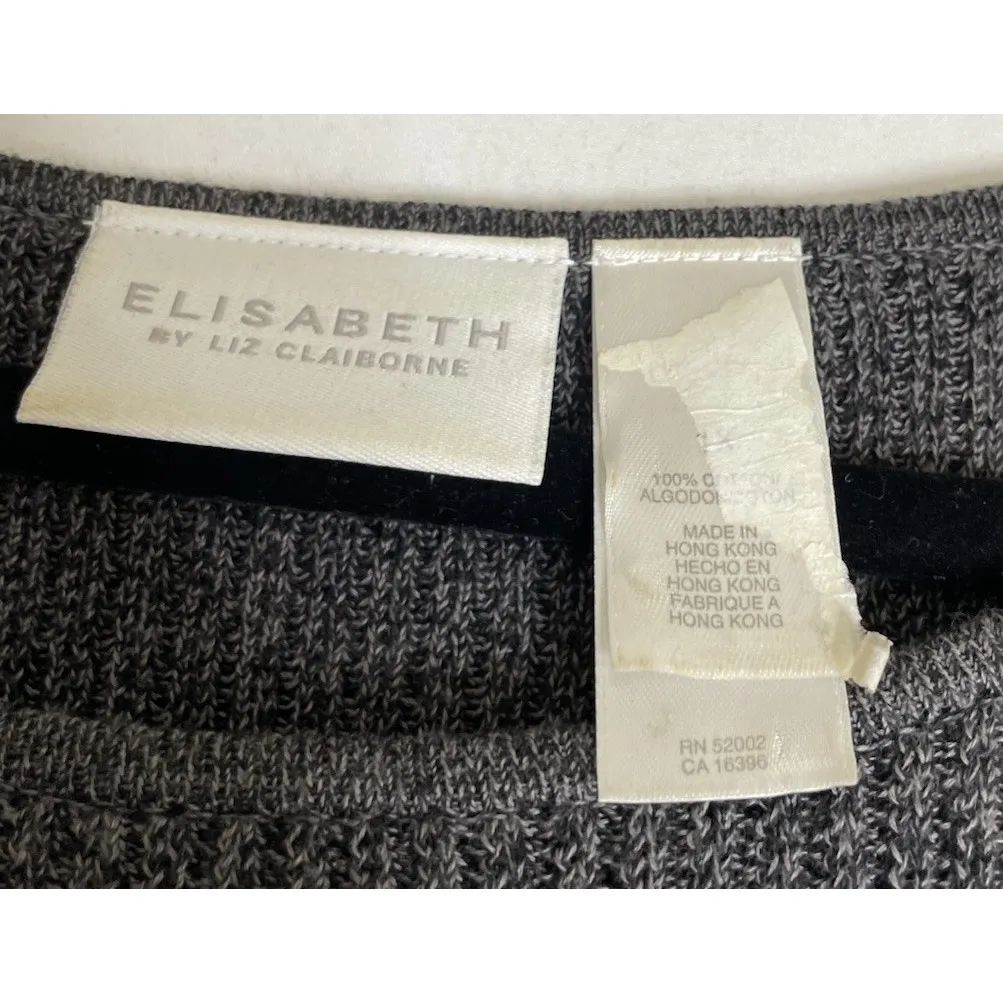 ELISABETH
BY LIZ CLAIBORNE
100% COTTON/
ALGODON/COTON
MADE IN
HONG KONG
HECHO EN
HONG KONG
FABRIQUE A
HONG KONG
RN 52002
CA 16396